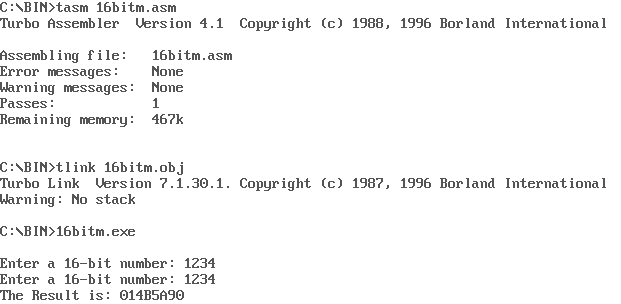 C:\BIN>tasm 16bitm.asm
Turbo Assembler  Version 4.1  Copyright (c) 1988, 1996 Borland International
Assembling file:   16bitm.asm
Error messages:    None
Warning messages:  None
Passes:            1
Remaining memory:  467k
C:\BIN>tlink 16bitm.obj
Turbo Link  Version 7.1.30.1. Copyright (c) 1987, 1996 Borland International
Warning: No stack
C:\BIN>16bitm.exe
Enter a 16-bit number: 1234
Enter a 16-bit number: 1234
The Result is: 014B5A90